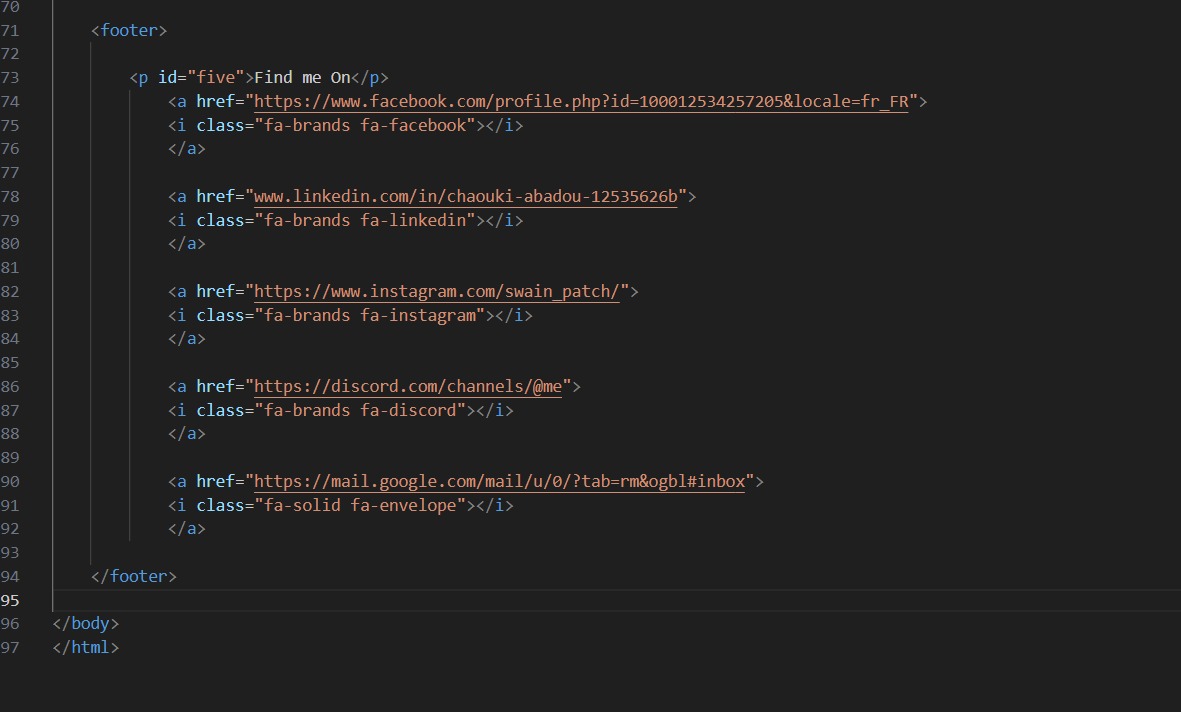 70
71 <footer>
72
73 <p id="five">Find me On</p>
74 <a href="https://www.facebook.com/profile.php?id=100012534257205&locale=fr_FR">
75 <i class="fa-brands fa-facebook"></i>
76 </a>
77
78 <a href="www.linkedin.com/in/chaouki-abadou-12535626b">
79 <i class="fa-brands fa-linkedin"></i>
80 </a>
81
82 <a href="https://www.instagram.com/swain_patch/">
83 <i class="fa-brands fa-instagram"></i>
84 </a>
85
86 <a href="https://discord.com/channels/@me">
87 <i class="fa-brands fa-discord"></i>
88 </a>
89
90 <a href="https://mail.google.com/mail/u/0/?tab=rm&ogbl#inbox">
91 <i class="fa-solid fa-envelope"></i>
92 </a>
93
94 </footer>
95
96 </body>
97 </html>